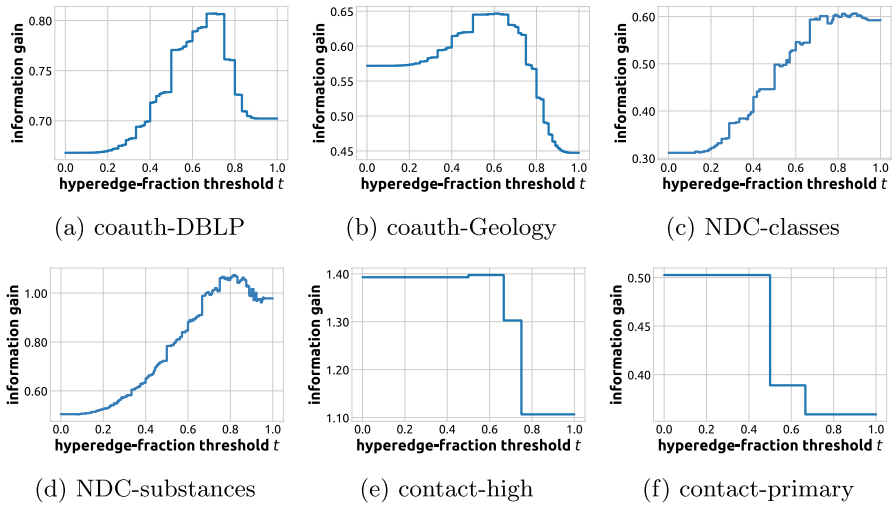 0.80
0.75
0.70
information gain
0.0 0.2 0.4 0.6 0.8 1.0
hyperedge-fraction threshold t
(a) coauth-DBLP
0.65
0.60
0.55
0.50
0.45
information gain
0.0 0.2 0.4 0.6 0.8 1.0
hyperedge-fraction threshold t
(b) coauth-Geology
0.60
0.50
0.40
0.30
information gain
0.0 0.2 0.4 0.6 0.8 1.0
hyperedge-fraction threshold t
(c) NDC-classes
1.00
0.80
0.60
information gain
0.0 0.2 0.4 0.6 0.8 1.0
hyperedge-fraction threshold t
(d) NDC-substances
1.40
1.30
1.20
1.10
information gain
0.0 0.2 0.4 0.6 0.8 1.0
hyperedge-fraction threshold t
(e) contact-high
0.50
0.45
0.40
information gain
0.0 0.2 0.4 0.6 0.8 1.0
hyperedge-fraction threshold t
(f) contact-primary